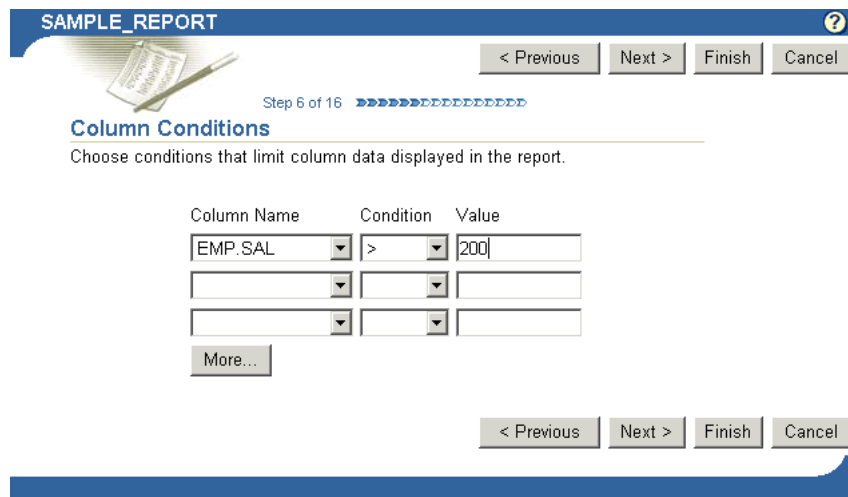 SAMPLE_REPORT ?
< Previous Next > Finish Cancel
Step 6 of 16
Column Conditions
Choose conditions that limit column data displayed in the report.
Column Name Condition Value
EMP.SAL > 200
More...
< Previous Next > Finish Cancel